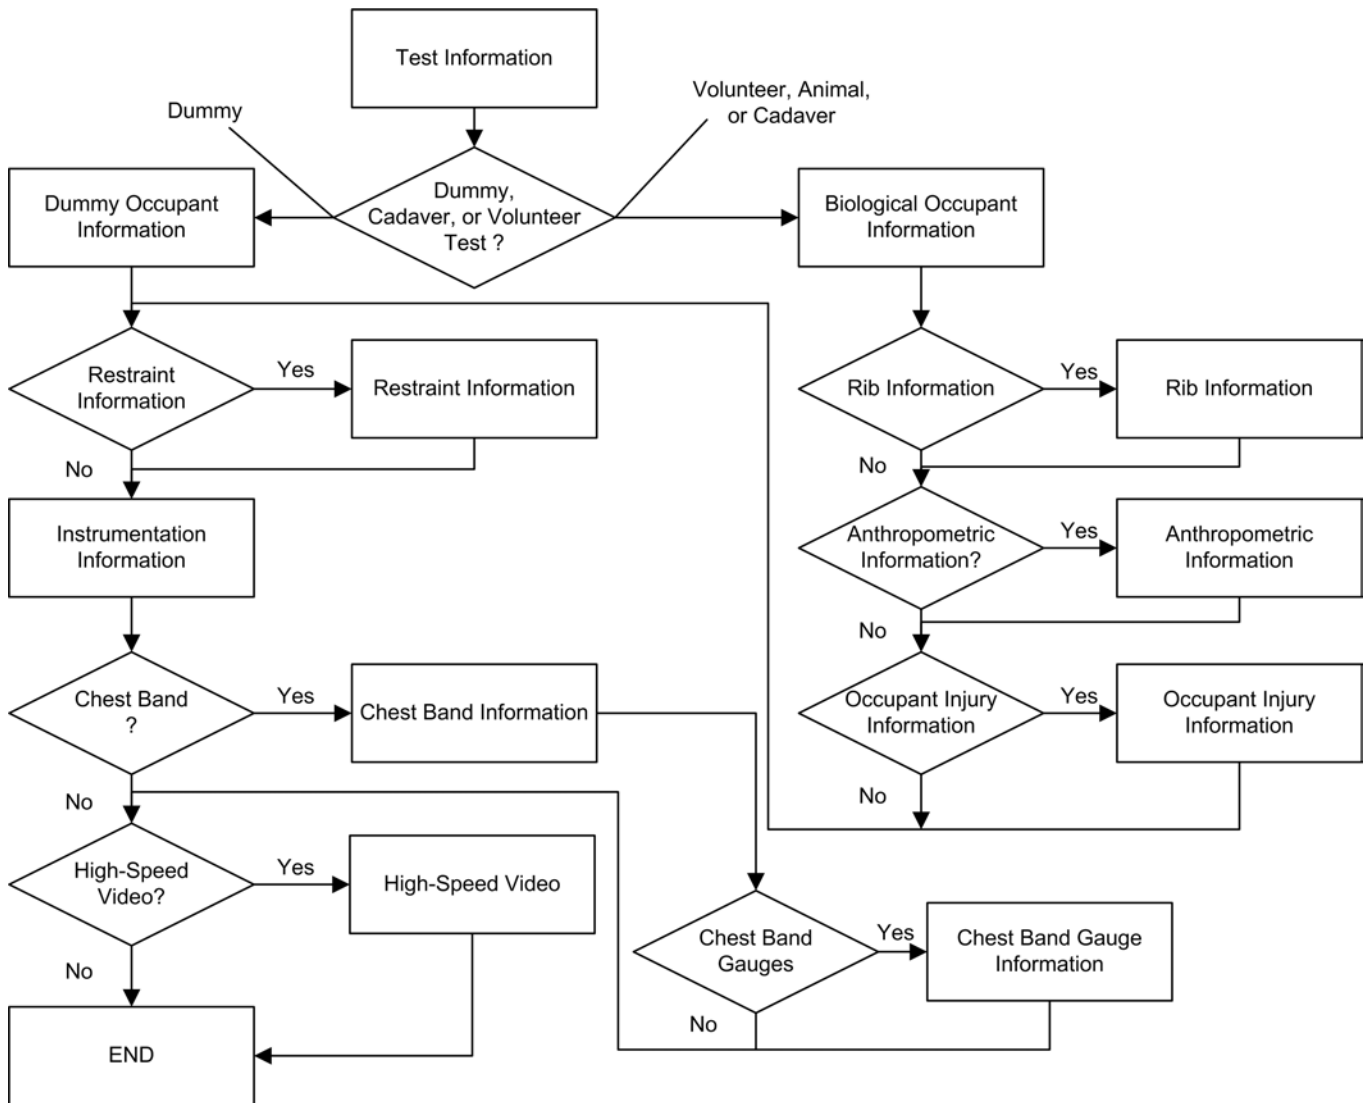 Test Information
Dummy
Volunteer, Animal,
or Cadaver
Dummy,
Cadaver, or Volunteer
Test ?
Dummy Occupant
Information
Biological Occupant
Information
Restraint
Information
Yes
Restraint Information
No
Rib Information
Yes
Rib Information
No
Instrumentation
Information
Anthropometric
Information?
Yes
Anthropometric
Information
No
Chest Band
?
Yes
Chest Band Information
No
Occupant Injury
Information
Yes
Occupant Injury
Information
No
High-Speed
Video?
Yes
High-Speed Video
No
Chest Band
Gauges
Yes
Chest Band Gauge
Information
No
END